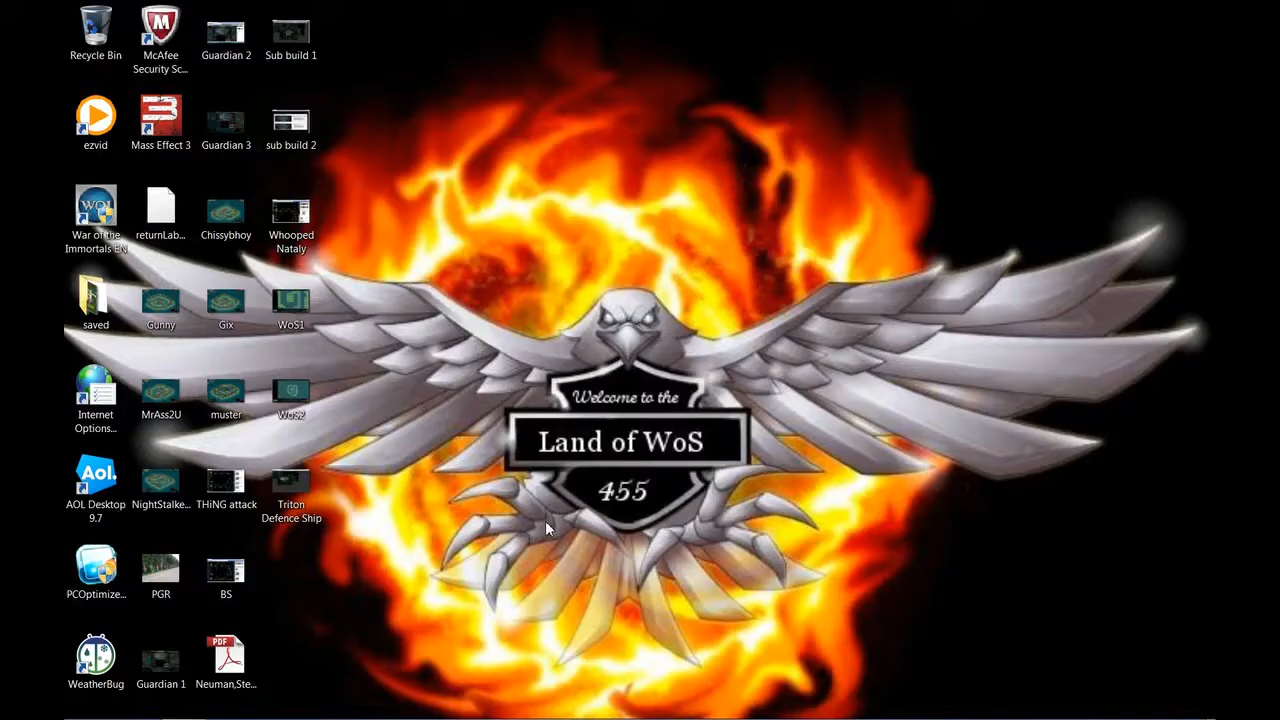 Recycle Bin
McAfee
Security Sc...
Guardian 2
Sub build 1
ezvid
Mass Effect 3
Guardian 3
sub build 2
War of the
Immortals EN
returnLab...
Chissybhoy
Whooped
Nataly
saved
Gunny
Gix
WoS1
Internet
Options...
MrAss2U
muster
WoS2
AOL Desktop
9.7
NightStalke...
THiNG attack
Triton
Defence Ship
PCOptimize...
PGR
BS
WeatherBug
Guardian 1
Neuman,Ste...
Aol.
PDF
Welcome to the
Land of WoS
455